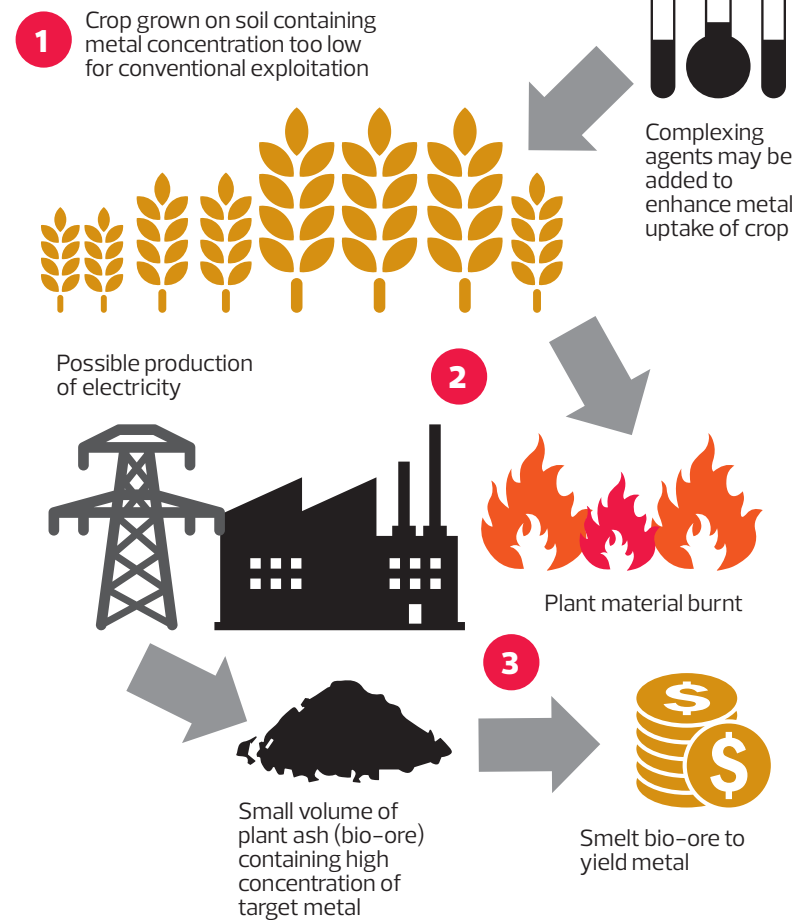 1
Crop grown on soil containing
metal concentration too low
for conventional exploitation
Complexing
agents may be
added to
enhance metal
uptake of crop
Possible production
of electricity
2
Plant material burnt
3
$
$
Small volume of
plant ash (bio-ore)
containing high
concentration of
target metal
Smelt bio-ore to
yield metal